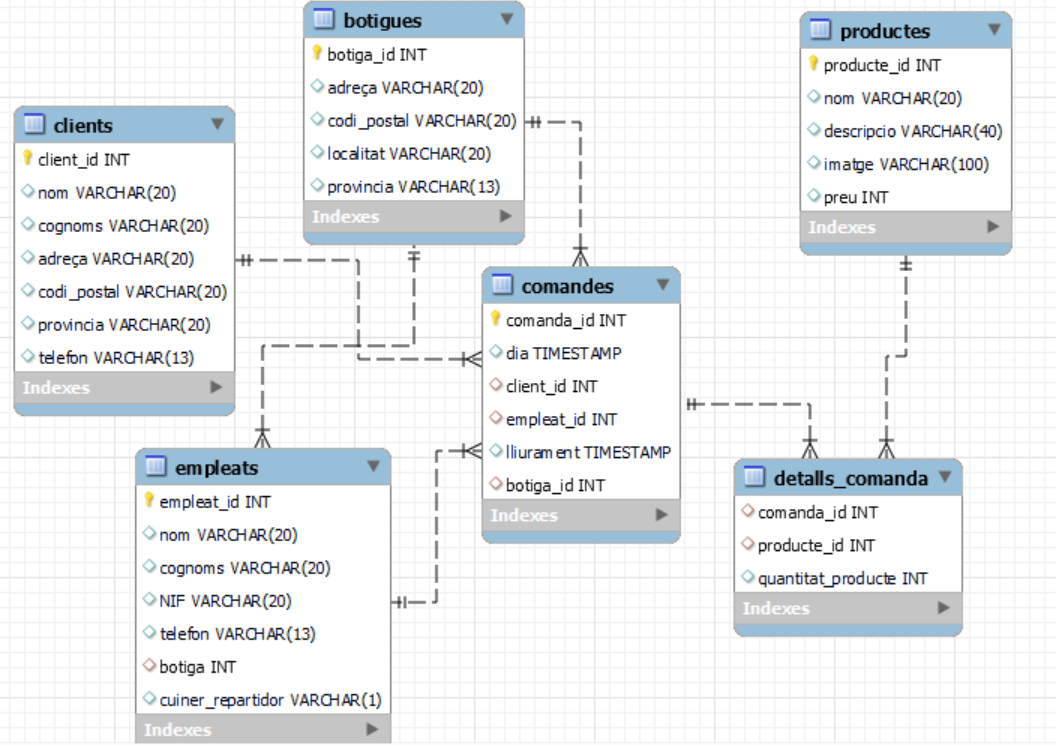 botigues
botiga_id INT
adreça VARCHAR(20)
codi_postal VARCHAR(20)
localitat VARCHAR(20)
provincia VARCHAR(13)
Indexes
productes
producte_id INT
nom VARCHAR(20)
descripcio VARCHAR(40)
imatge VARCHAR(100)
preu INT
Indexes
clients
client_id INT
nom VARCHAR(20)
cognoms VARCHAR(20)
adreça VARCHAR(20)
codi_postal VARCHAR(20)
provincia VARCHAR(20)
telefon VARCHAR(13)
Indexes
comandes
comanda_id INT
dia TIMESTAMP
client_id INT
empleat_id INT
lliurament TIMESTAMP
botiga_id INT
Indexes
empleats
empleat_id INT
nom VARCHAR(20)
cognoms VARCHAR(20)
NIF VARCHAR(20)
telefon VARCHAR(13)
botiga INT
cuiner_repartidor VARCHAR(1)
Indexes
detalls_comanda
comanda_id INT
producte_id INT
quantitat_producte INT
Indexes